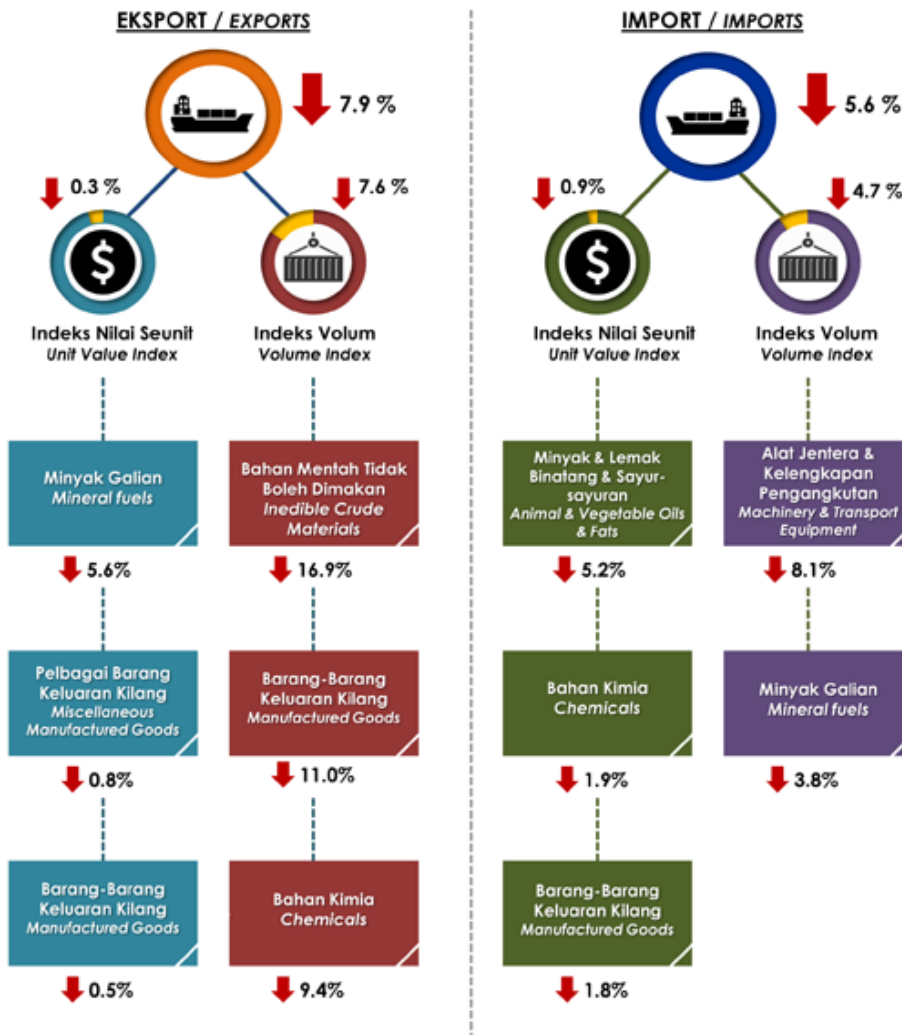 EKSPORT / EXPORTS
7.9 %
0.3 %
7.6 %
$
Indeks Nilai Seunit
Unit Value Index
Indeks Volum
Volume Index
Minyak Galian
Mineral fuels
5.6%
Bahan Mentah Tidak
Boleh Dimakan
Inedible Crude
Materials
16.9%
Pelbagai Barang
Keluaran Kilang
Miscellaneous
Manufactured Goods
0.8%
Barang-Barang
Keluaran Kilang
Manufactured Goods
11.0%
Barang-Barang
Keluaran Kilang
Manufactured Goods
0.5%
Bahan Kimia
Chemicals
9.4%
IMPORT / IMPORTS
5.6 %
0.9%
4.7 %
$
Indeks Nilai Seunit
Unit Value Index
Indeks Volum
Volume Index
Minyak & Lemak
Binatang & Sayur-
sayuran
Animal & Vegetable Oils
& Fats
5.2%
Alat Jentera &
Kelengkapan
Pengangkutan
Machinery & Transport
Equipment
8.1%
Bahan Kimia
Chemicals
1.9%
Minyak Galian
Mineral fuels
3.8%
Barang-Barang
Keluaran Kilang
Manufactured Goods
1.8%